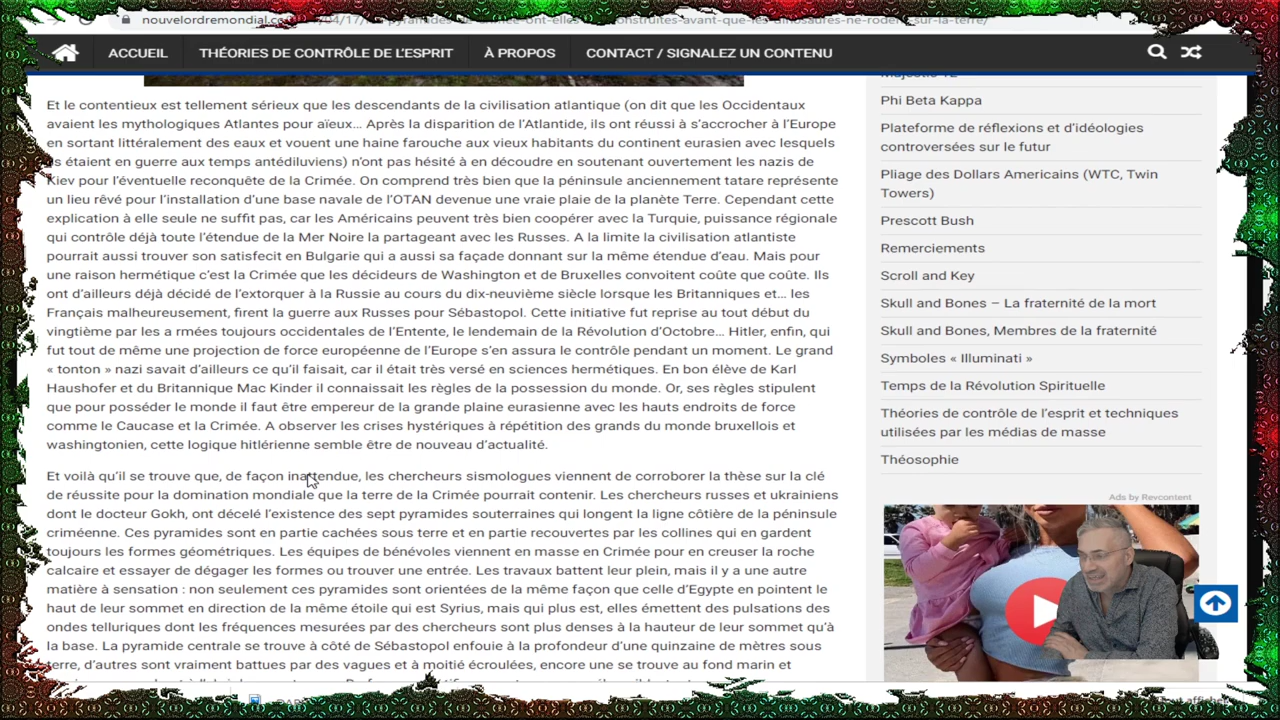 nouvelordremondial.c
/04/17/
pyramides
ont-elles
construites-avant-que-les-dinosaures-ne-rodent-sur-la-terre/
ACCUEIL
THÉORIES DE CONTRÔLE DE L'ESPRIT
À PROPOS
CONTACT / SIGNALEZ UN CONTENU
Et le contentieux est tellement sérieux que les descendants de la civilisation atlantique (on dit que les Occidentaux
avaient les mythologiques Atlantes pour aïeux… Après la disparition de l'Atlantide, ils ont réussi à s'accrocher à l'Europe
en sortant littéralement des eaux et vouent une haine farouche aux vieux habitants du continent eurasien avec lesquels
s étaient en guerre aux temps antédiluviens) n'ont pas hésité à en découdre en soutenant ouvertement les nazis de
Kiev pour l'éventuelle reconquête de la Crimée. On comprend très bien que la péninsule anciennement tatare représente
un lieu rêvé pour l'installation d'une base navale de l'OTAN devenue une vraie plaie de la planète Terre. Cependant cette
explication à elle seule ne suffit pas, car les Américains peuvent très bien coopérer avec la Turquie, puissance régionale
qui contrôle déjà toute l'étendue de la Mer Noire la partageant avec les Russes. A la limite la civilisation atlantiste
pourrait aussi trouver son satisfecit en Bulgarie qui a aussi sa façade donnant sur la même étendue d'eau. Mais pour
une raison hermétique c'est la Crimée que les décideurs de Washington et de Bruxelles convoitent coûte que coûte. Ils
ont d'ailleurs déjà décidé de l'extorquer à la Russie au cours du dix-neuvième siècle lorsque les Britanniques et… les
Français malheureusement, firent la guerre aux Russes pour Sébastopol. Cette initiative fut reprise au tout début du
vingtième par les a rmées toujours occidentales de l'Entente, le lendemain de la Révolution d'Octobre… Hitler, enfin, qui
fut tout de même une projection de force européenne de l'Europe s'en assura le contrôle pendant un moment. Le grand
« tonton » nazi savait d'ailleurs ce qu'il faisait, car il était très versé en sciences hermétiques. En bon élève de Karl
Haushofer et du Britannique Mac Kinder il connaissait les règles de la possession du monde. Or, ses règles stipulent
que pour posséder le monde il faut être empereur de la grande plaine eurasienne avec les hauts endroits de force
comme le Caucase et la Crimée. A observer les crises hystériques à répétition des grands du monde bruxellois et
washingtonien, cette logique hitlérienne semble être de nouveau d'actualité.
Et voilà qu'il se trouve que, de façon inattendue, les chercheurs sismologues viennent de corroborer la thèse sur la clé
de réussite pour la domination mondiale que la terre de la Crimée pourrait contenir. Les chercheurs russes et ukrainiens
dont le docteur Gokh, ont décelé l'existence des sept pyramides souterraines qui longent la ligne côtière de la péninsule
criméenne. Ces pyramides sont en partie cachées sous terre et en partie recouvertes par les collines qui en gardent
toujours les formes géométriques. Les équipes de bénévoles viennent en masse en Crimée pour en creuser la roche
calcaire et essayer de dégager les formes ou trouver une entrée. Les travaux battent leur plein, mais il y a une autre
matière à sensation : non seulement ces pyramides sont orientées de la même façon que celle d'Egypte en pointent le
haut de leur sommet en direction de la même étoile qui est Syrius, mais qui plus est, elles émettent des pulsations des
ondes telluriques dont les fréquences mesurées par des chercheurs sont plus denses à la hauteur de leur sommet qu'à
la base. La pyramide centrale se trouve à côté de Sébastopol enfouie à la profondeur d'une quinzaine de mètres sous
terre, d'autres sont vraiment battues par des vagues et à moitié écroulées, encore une se trouve au fond marin et
Majestic 12
Phi Beta Kappa
Plateforme de réflexions et d'idéologies
controversées sur le futur
Pliage des Dollars Americains (WTC, Twin
Towers)
Prescott Bush
Remerciements
Scroll and Key
Skull and Bones – La fraternité de la mort
Skull and Bones, Membres de la fraternité
Symboles « Illuminati »
Temps de la Révolution Spirituelle
Théories de contrôle de l'esprit et techniques
utilisées par les médias de masse
Théosophie
Ads by Revcontent